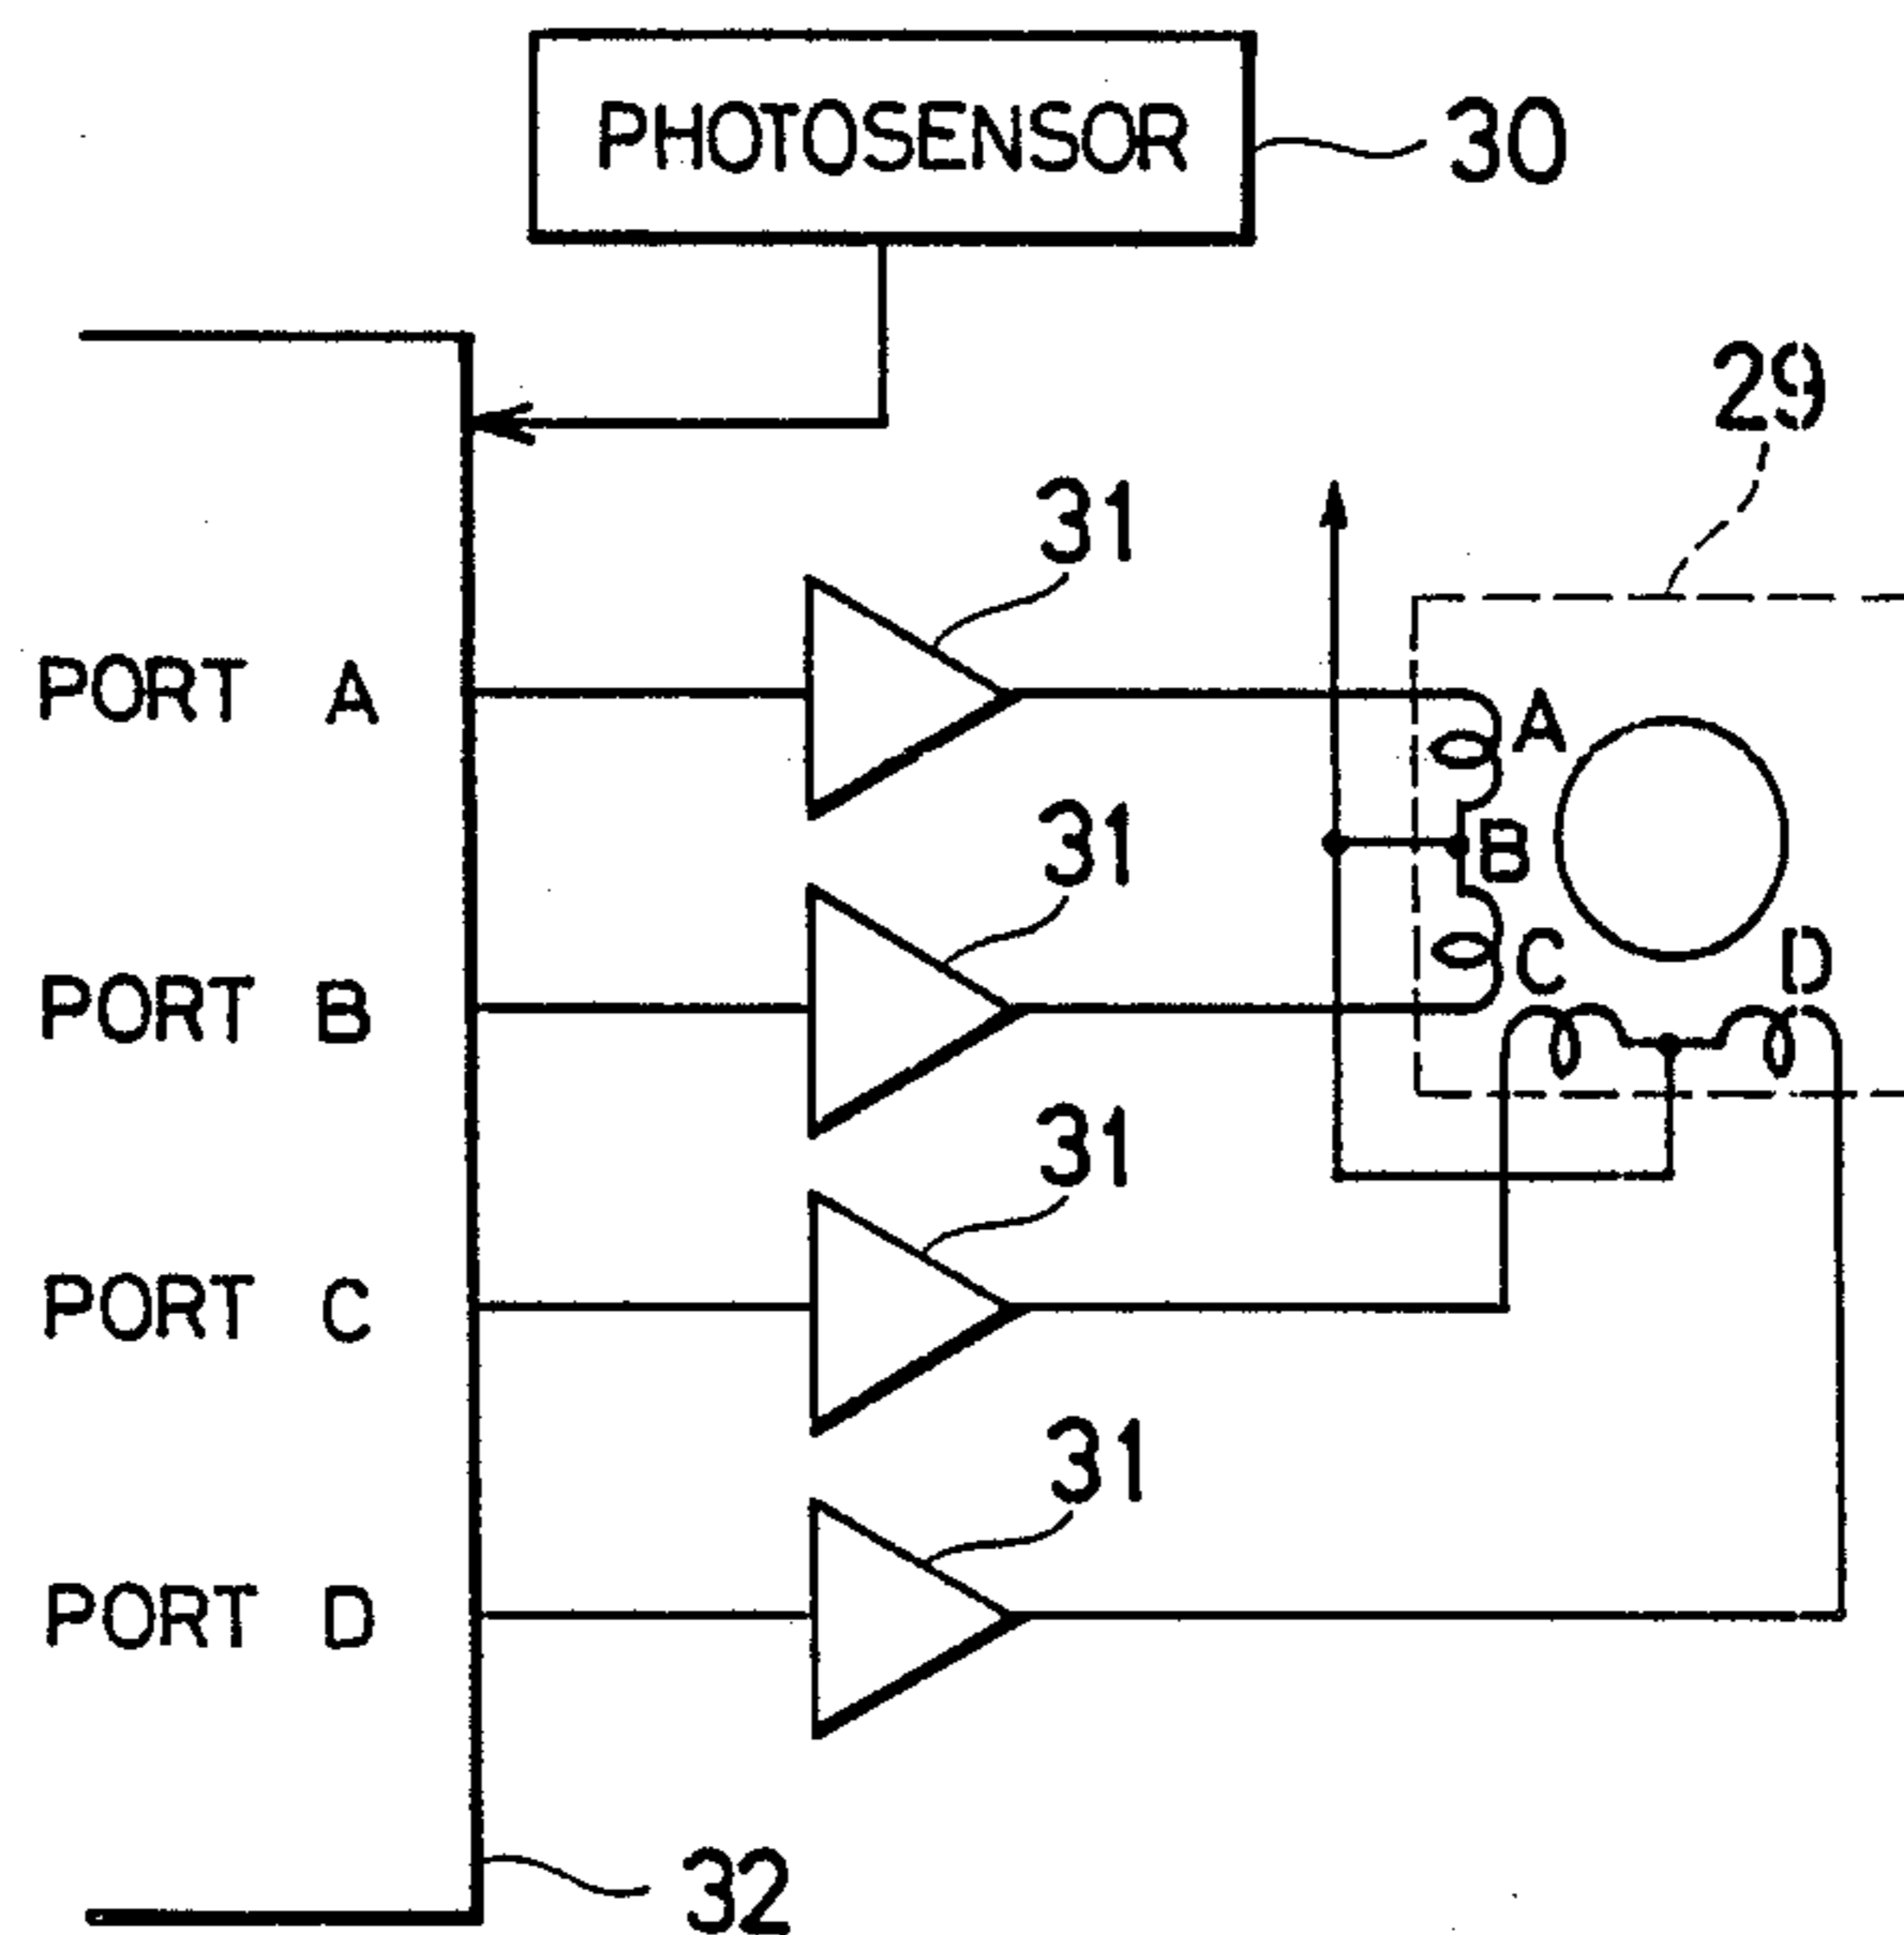 PHOTOSENSOR
30
29
31
PORT A
A
31
B
PORT B
C D
31
PORT C
31
PORT D
32